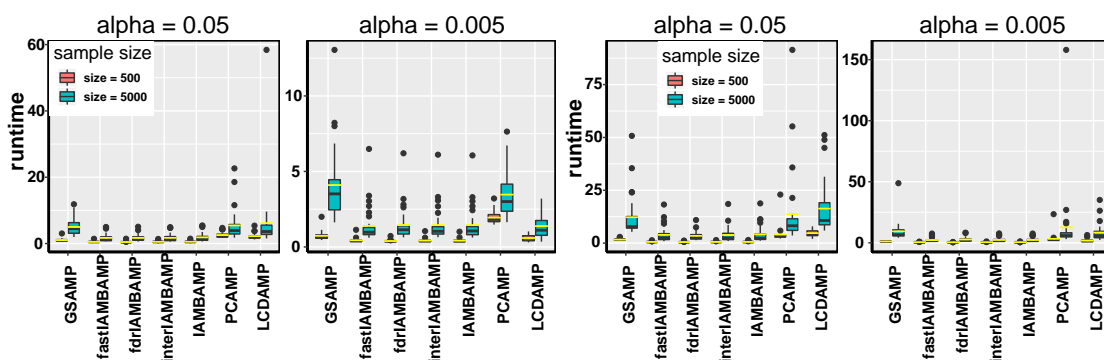 alpha = 0.05
alpha = 0.005
alpha = 0.05
alpha = 0.005
runtime
60
40
20
0
sample size
size = 500
size = 5000
GSAMP
fastIAMBAMP
fdrIAMBAMP
interIAMBAMP
IAMBAMP
PCAMP
LCDAMP
10
5
0
GSAMP
fastIAMBAMP
fdrIAMBAMP
interIAMBAMP
IAMBAMP
PCAMP
LCDAMP
runtime
75
50
25
0
sample size
size = 500
size = 5000
GSAMP
fastIAMBAMP
fdrIAMBAMP
interIAMBAMP
IAMBAMP
PCAMP
LCDAMP
150
100
50
0
GSAMP
fastIAMBAMP
fdrIAMBAMP
interIAMBAMP
IAMBAMP
PCAMP
LCDAMP